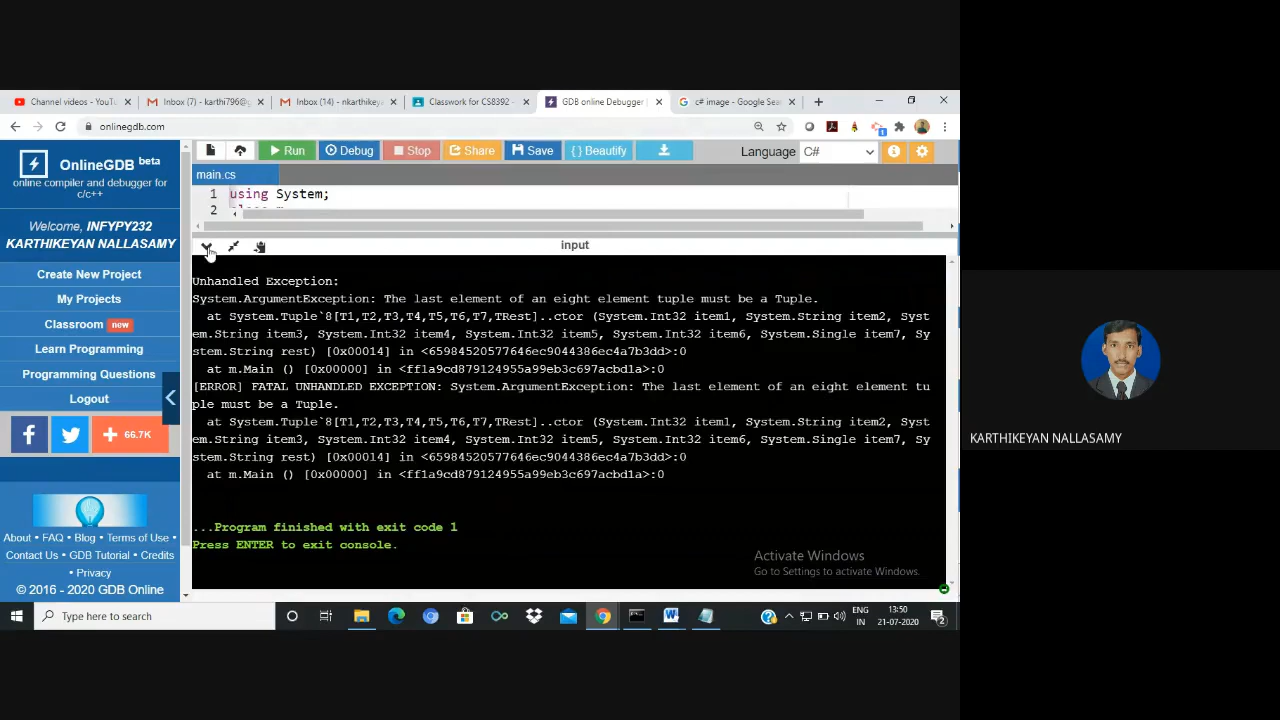 Channel videos - YouTu
Inbox (7) - karthi796@g
Inbox (14) - nkarthikeya
Classwork for CS8392 -
GDB online Debugger |
c# image - Google Sea
onlinegdb.com
OnlineGDB beta
online compiler and debugger for
c/c++
Welcome, INFYPY232
KARTHIKEYAN NALLASAMY
Create New Project
My Projects
Classroom new
Learn Programming
Programming Questions
Logout
66.7K
About • FAQ • Blog • Terms of Use •
Contact Us • GDB Tutorial • Credits
• Privacy
© 2016 - 2020 GDB Online
Run
Debug
Stop
Share
Save
{ } Beautify
Language C#
main.cs
1 using System;
2
input
Unhandled Exception:
System.ArgumentException: The last element of an eight element tuple must be a Tuple.
at System.Tuple`8[T1,T2,T3,T4,T5,T6,T7,TRest]..ctor (System.Int32 item1, System.String item2, Syst
em.String item3, System.Int32 item4, System.Int32 item5, System.Int32 item6, System.Single item7, Sy
stem.String rest) [0x00014] in <65984520577646ec9044386ec4a7b3dd>:0
at m.Main () [0x00000] in <ff1a9cd879124955a99eb3c697acbd1a>:0
[ERROR] FATAL UNHANDLED EXCEPTION: System.ArgumentException: The last element of an eight element tu
ple must be a Tuple.
at System.Tuple`8[T1,T2,T3,T4,T5,T6,T7,TRest]..ctor (System.Int32 item1, System.String item2, Syst
em.String item3, System.Int32 item4, System.Int32 item5, System.Int32 item6, System.Single item7, Sy
stem.String rest) [0x00014] in <65984520577646ec9044386ec4a7b3dd>:0
at m.Main () [0x00000] in <ff1a9cd879124955a99eb3c697acbd1a>:0
...Program finished with exit code 1
Press ENTER to exit console.
Activate Windows
Go to Settings to activate Windows.
Type here to search
ENG
IN
13:50
21-07-2020
2
KARTHIKEYAN NALLASAMY